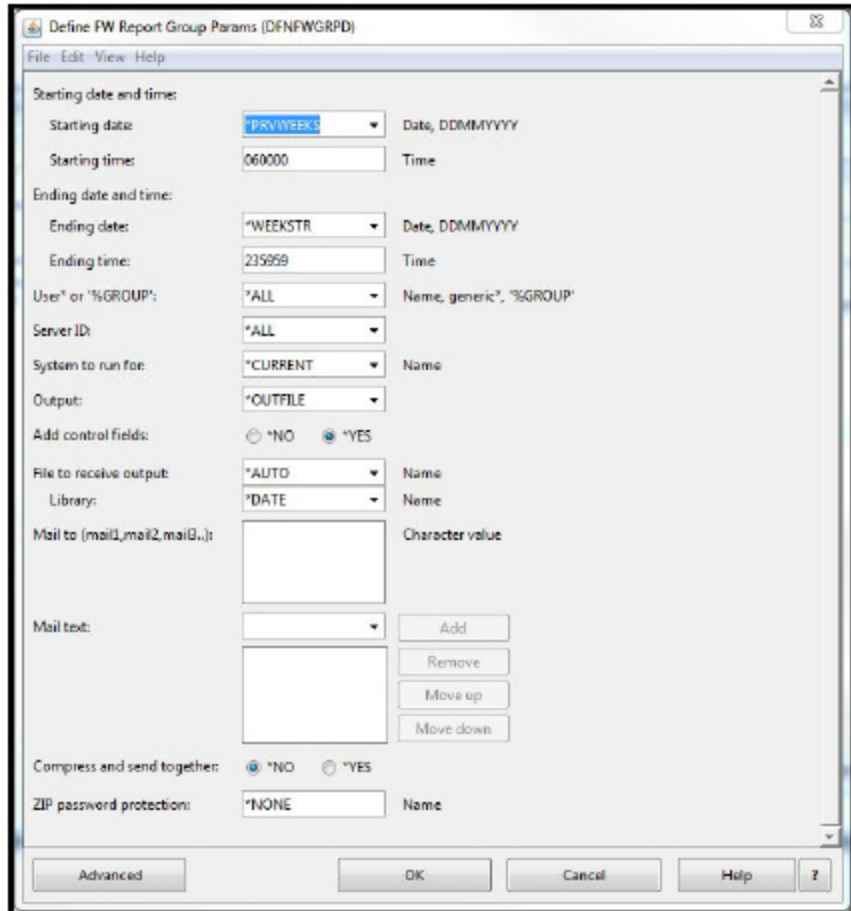 Define FW Report Group Params (DFNFWGRPD)
File Edit View Help
Starting date and time:
Starting date: *PRVWEEKS Date, DDMMYYYY
Starting time: 060000 Time
Ending date and time:
Ending date: *WEEKSTR Date, DDMMYYYY
Ending time: 235959 Time
User* or '%GROUP': *ALL Name, generic*, '%GROUP'
Server ID: *ALL
System to run for: *CURRENT Name
Output: *OUTFILE
Add control fields: *NO *YES
File to receive output: *AUTO Name
Library: *DATE Name
Mail to (mail1,mail2,mail3..): Character value
Mail text: Add
Remove
Move up
Move down
Compress and send together: *NO *YES
ZIP password protection: *NONE Name
Advanced OK Cancel Help ?